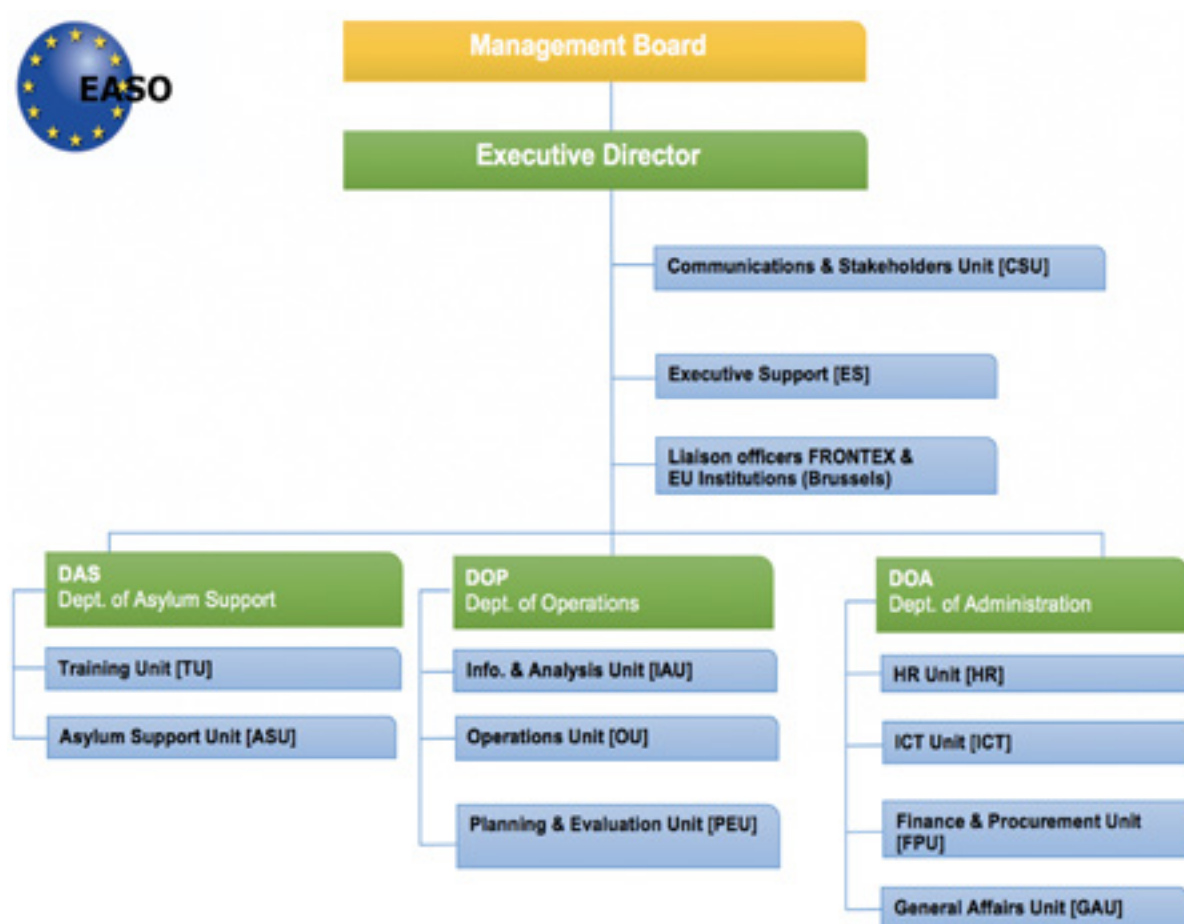 EASO
Management Board
Executive Director
Communications & Stakeholders Unit [CSU]
Executive Support [ES]
Liaison officers FRONTEX &
EU Institutions (Brussels)
DAS
Dept. of Asylum Support
Training Unit [TU]
Asylum Support Unit [ASU]
DOP
Dept. of Operations
Info. & Analysis Unit [IAU]
Operations Unit [OU]
Planning & Evaluation Unit [PEU]
DOA
Dept. of Administration
HR Unit [HR]
ICT Unit [ICT]
Finance & Procurement Unit
[FPU]
General Affairs Unit [GAU]